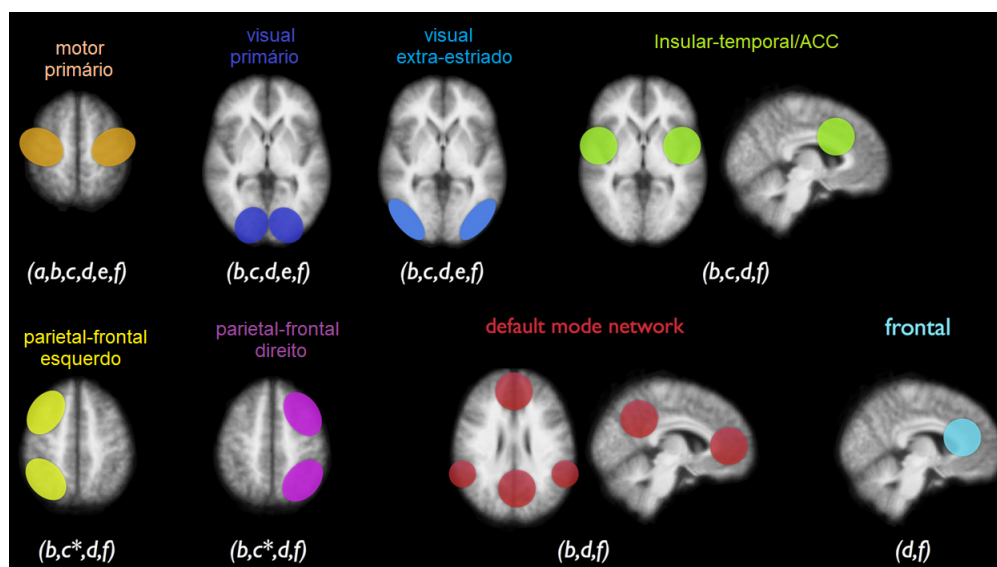 motor
primário
visual
primário
visual
extra-estriado
Insular-temporal/ACC
(a,b,c,d,e,f)
(b,c,d,e,f)
(b,c,d,e,f)
(b,c,d,f)
parietal-frontal
esquerdo
parietal-frontal
direito
default mode network
frontal
(b,c*,d,f)
(b,c*,d,f)
(b,d,f)
(d,f)